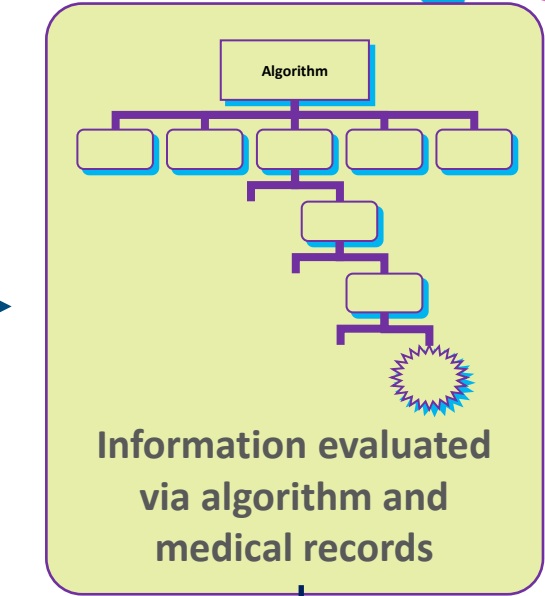 Algorithm
Information evaluated
via algorithm and
medical records